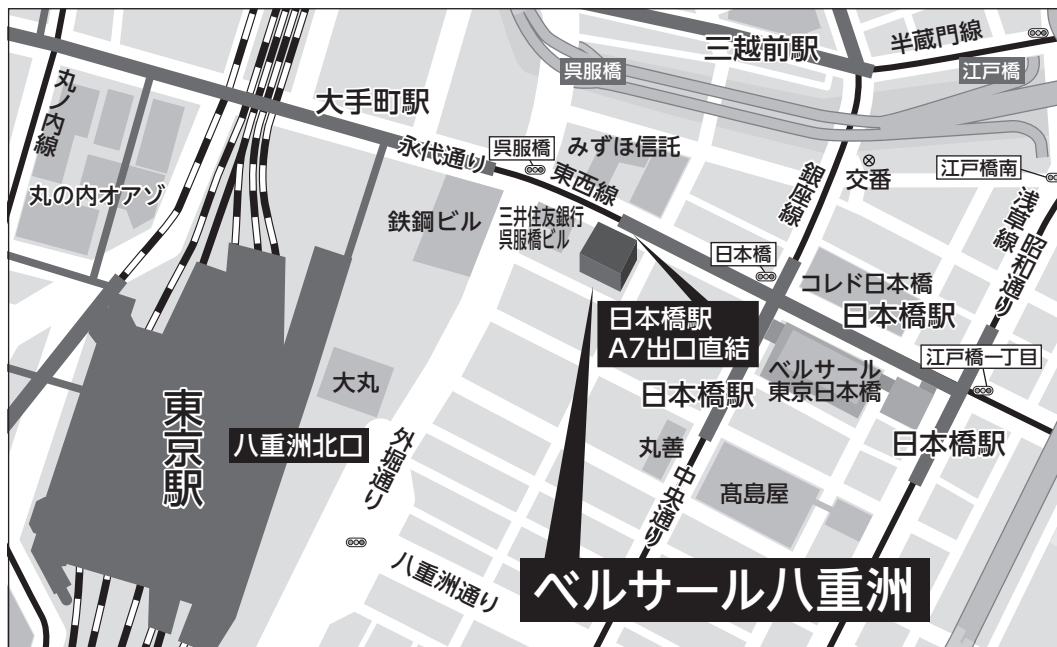 三越前駅
半蔵門線
呉服橋
江戸橋
丸ノ内線
大手町駅
永代通り
呉服橋
みずほ信託
東西線
銀座線
交番
江戸橋南
浅草線
昭和通り
丸の内オアゾ
鉄鋼ビル
三井住友銀行
呉服橋ビル
日本橋
コレド日本橋
日本橋駅
日本橋駅
A7出口直結
江戸橋一丁目
ベルサール
東京日本橋
大丸
日本橋駅
東京駅
八重洲北口
外堀通り
丸善
中央通り
日本橋駅
髙島屋
八重洲通り
ベルサール八重洲